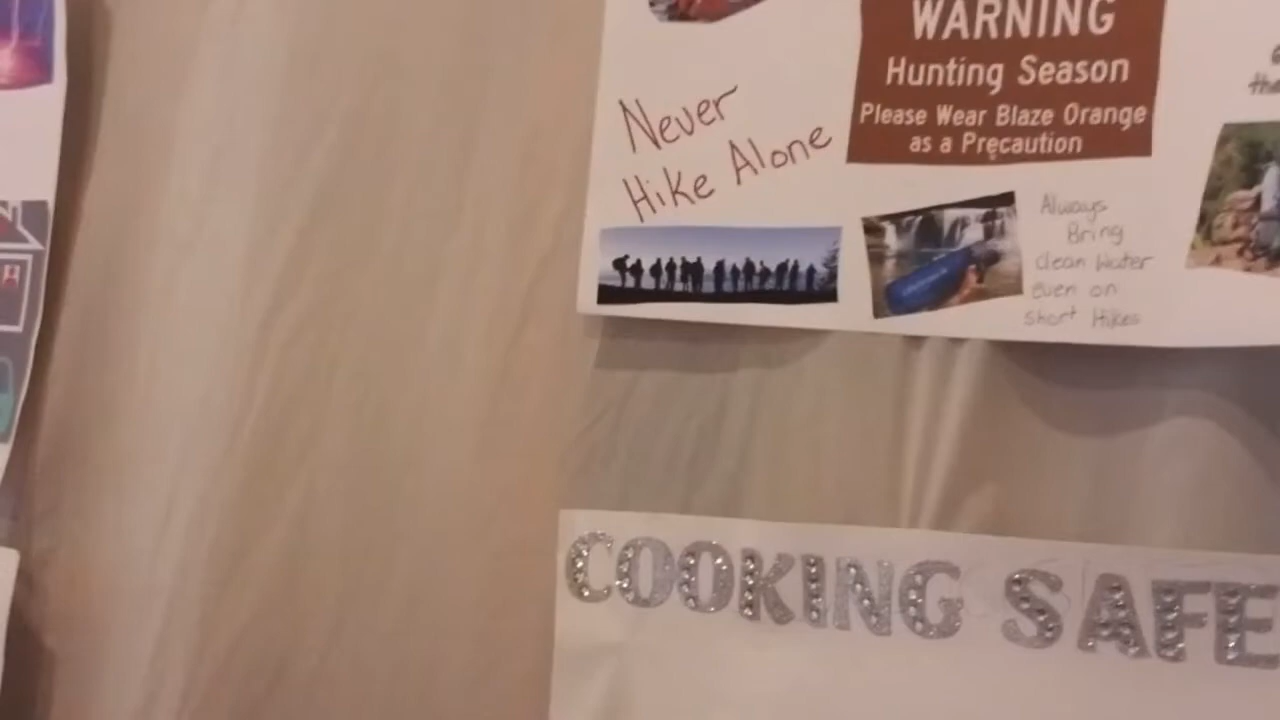 WARNING
Hunting Season
Please Wear Blaze Orange
as a Precaution
Never
Hike Alone
Always
Bring
Clean Water
even on
Short Hikes
COOKING SAFE